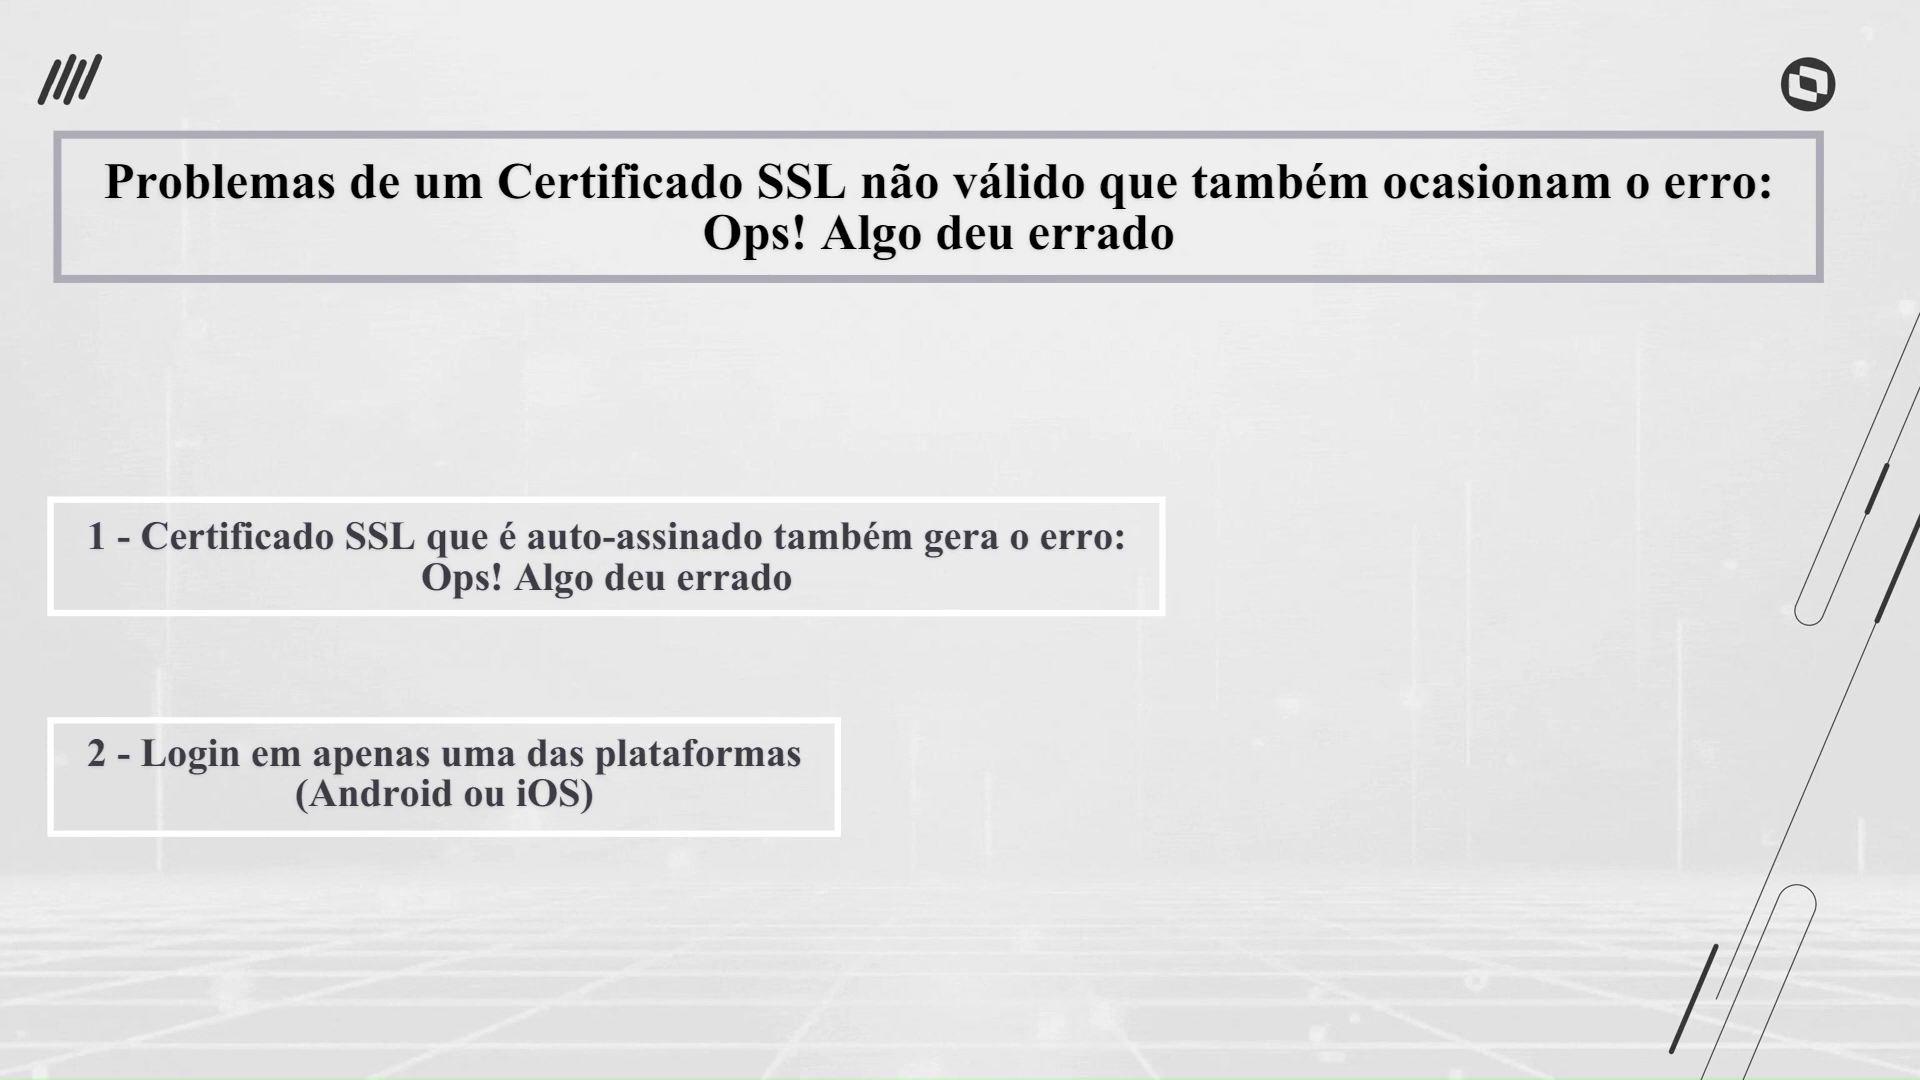 Problemas de um Certificado SSL não válido que também ocasionam o erro:
Ops! Algo deu errado
1 - Certificado SSL que é auto-assinado também gera o erro:
Ops! Algo deu errado
2 - Login em apenas uma das plataformas
(Android ou iOS)